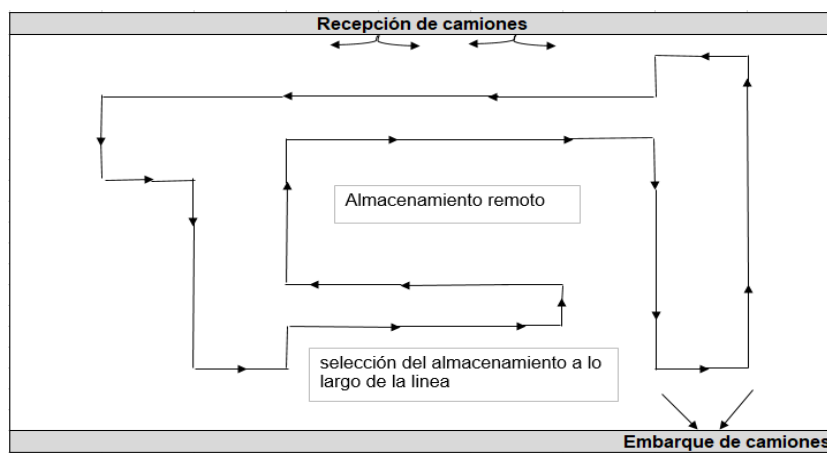 Recepción de camiones
Almacenamiento remoto
selección del almacenamiento a lo
largo de la linea
Embarque de camiones